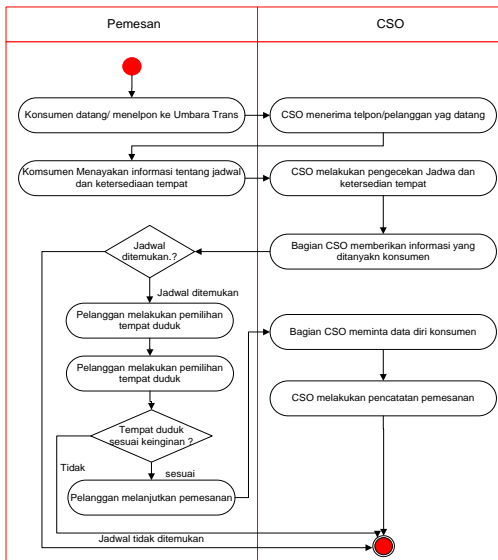 Pemesan
CSO
Konsumen datang/ menelpon ke Umbara Trans
CSO menerima telpon/pelanggan yag datang
Komsumen Menayakan informasi tentang jadwal
dan ketersediaan tempat
CSO melakukan pengecekan Jadwa dan
ketersedian tempat
Jadwal
ditemukan.?
Bagian CSO memberikan informasi yang
ditanyakn konsumen
Jadwal ditemukan
Pelanggan melakukan pemilihan
tempat duduk
Bagian CSO meminta data diri konsumen
Pelanggan melakukan pemilihan
tempat duduk
CSO melakukan pencatatan pemesanan
Tempat duduk
sesuai keinginan ?
Tidak
sesuai
Pelanggan melanjutkan pemesanan
Jadwal tidak ditemukan